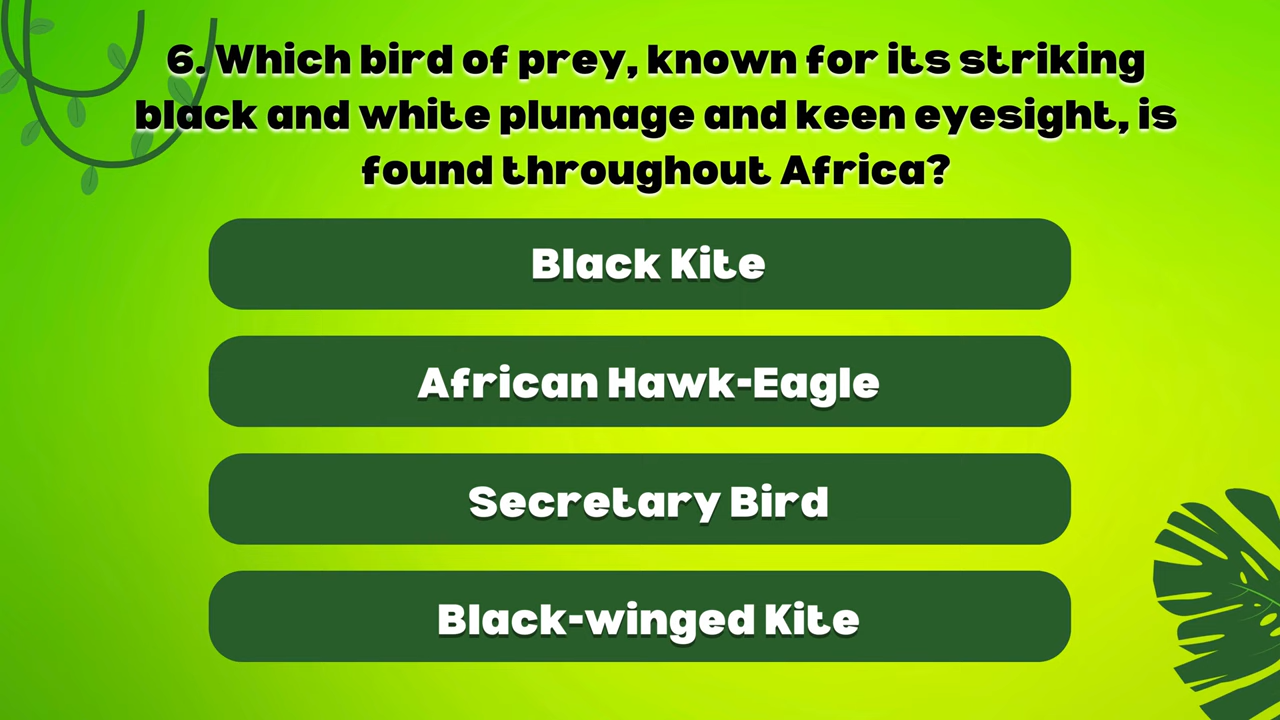 6. Which bird of prey, known for its striking
black and white plumage and keen eyesight, is
found throughout Africa?
Black Kite
African Hawk-Eagle
Secretary Bird
Black-winged Kite